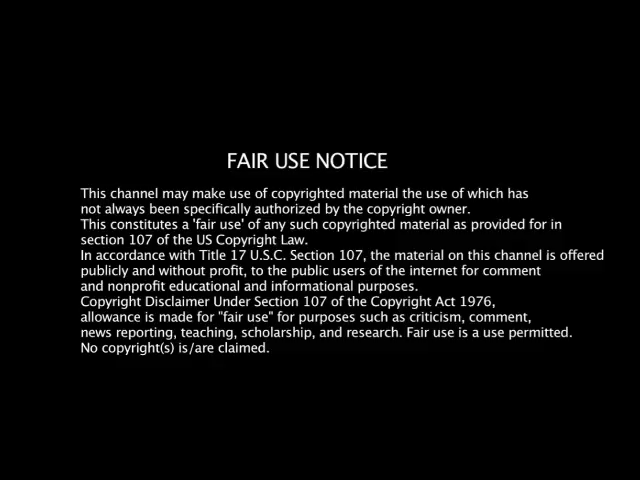 FAIR USE NOTICE
This channel may make use of copyrighted material the use of which has
not always been specifically authorized by the copyright owner.
This constitutes a 'fair use' of any such copyrighted material as provided for in
section 107 of the US Copyright Law.
In accordance with Title 17 U.S.C. Section 107, the material on this channel is offered
publicly and without profit, to the public users of the internet for comment
and nonprofit educational and informational purposes.
Copyright Disclaimer Under Section 107 of the Copyright Act 1976,
allowance is made for "fair use" for purposes such as criticism, comment,
news reporting, teaching, scholarship, and research. Fair use is a use permitted.
No copyright(s) is/are claimed.